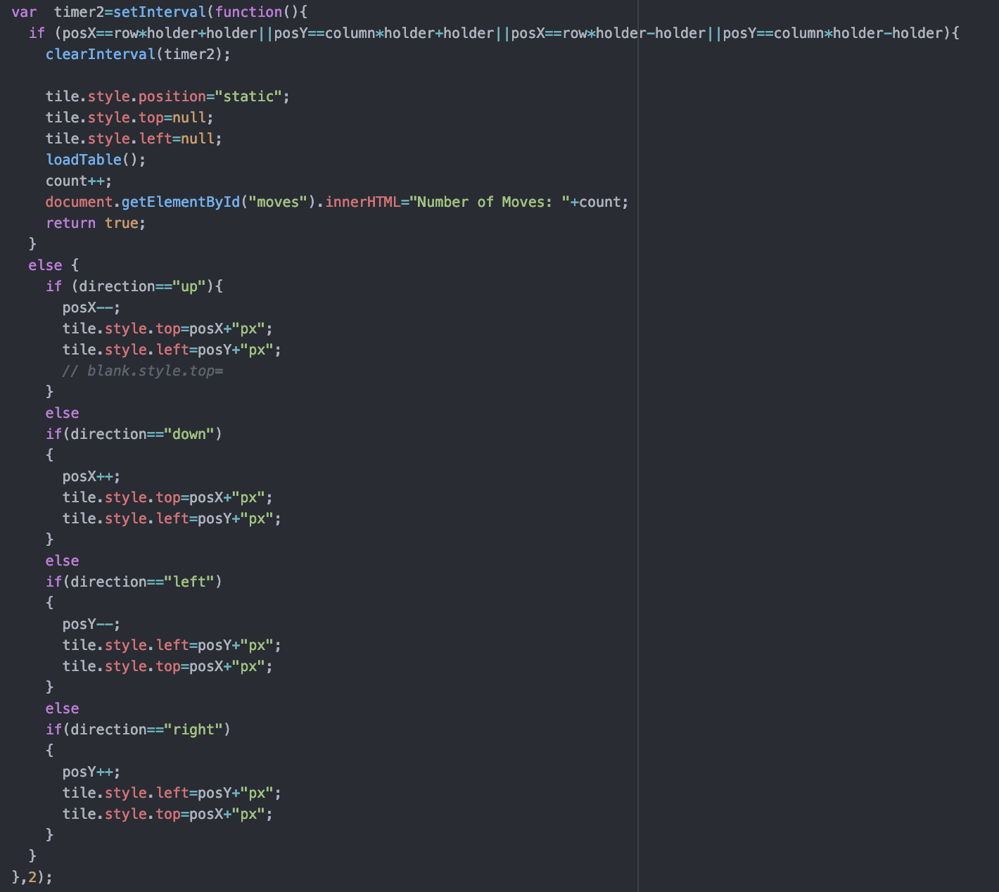 var  timer2=setInterval(function(){
  if (posX==row*holder+holder||posY==column*holder+holder||posX==row*holder-holder||posY==column*holder-holder){
    clearInterval(timer2);

    tile.style.position="static";
    tile.style.top=null;
    tile.style.left=null;
    loadTable();
    count++;
    document.getElementById("moves").innerHTML="Number of Moves: "+count;
    return true;
  }
  else {
    if (direction=="up"){
      posX--;
      tile.style.top=posX+"px";
      tile.style.left=posY+"px";
      // blank.style.top=
    }
    else
    if(direction=="down")
    {
      posX++;
      tile.style.top=posX+"px";
      tile.style.left=posY+"px";
    }
    else
    if(direction=="left")
    {
      posY--;
      tile.style.left=posY+"px";
      tile.style.top=posX+"px";
    }
    else
    if(direction=="right")
    {
      posY++;
      tile.style.left=posY+"px";
      tile.style.top=posX+"px";
    }
  }
},2);